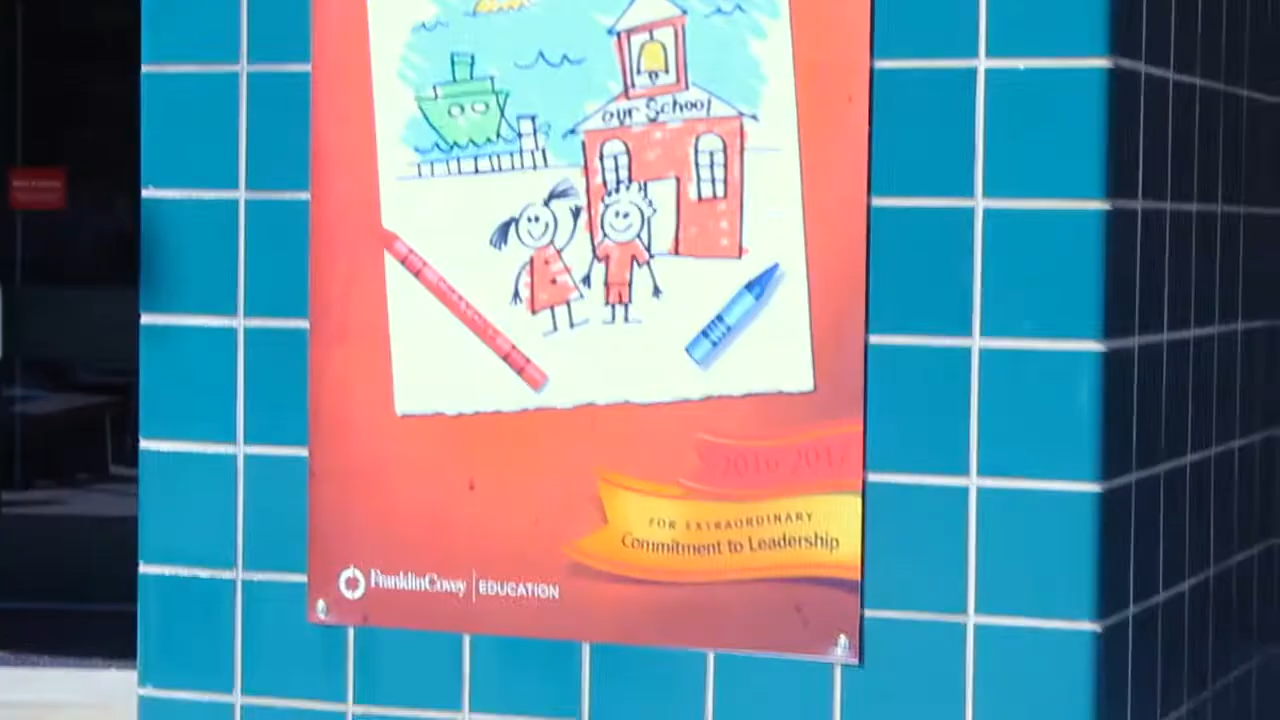 our School
2016-2017
FOR EXTRAORDINARY
Commitment to Leadership
FranklinCovey | EDUCATION